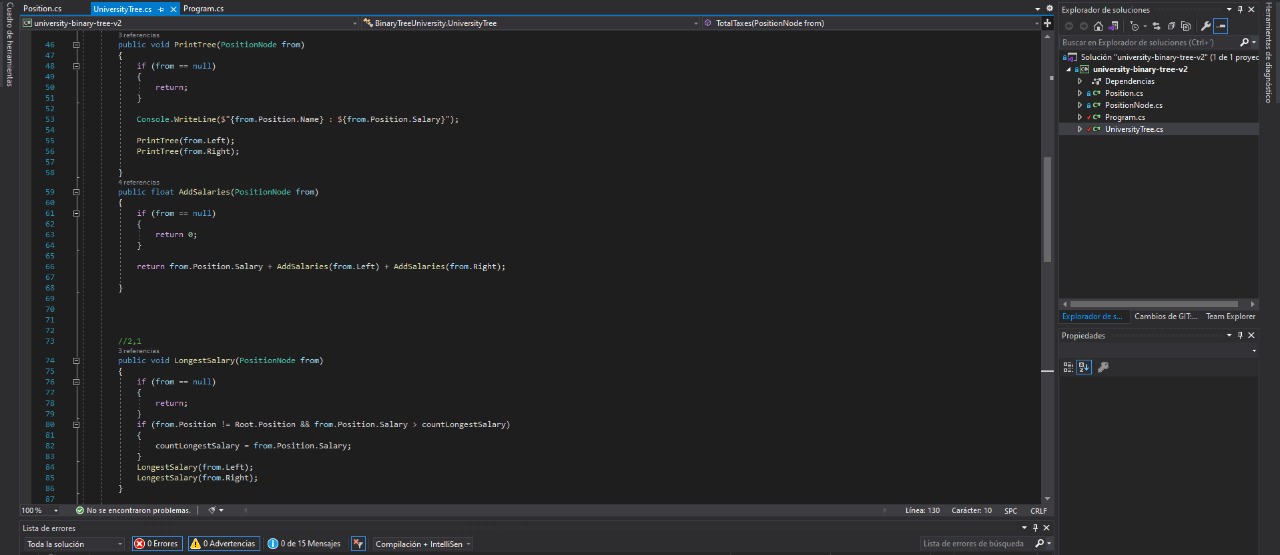 Position.cs
UniversityTree.cs
Program.cs
university-binary-tree-v2
BinaryTreeUniversity.UniversityTree
TotalTaxes(PositionNode from)
Cuadro de herramientas
3 referencias
46 public void PrintTree(PositionNode from)
47 {
48 if (from == null)
49 {
50 return;
51 }
52
53 Console.WriteLine($"{from.Position.Name} : ${from.Position.Salary}");
54
55 PrintTree(from.Left);
56 PrintTree(from.Right);
57
58 }
4 referencias
59 public float AddSalaries(PositionNode from)
60 {
61 if (from == null)
62 {
63 return 0;
64 }
65
66 return from.Position.Salary + AddSalaries(from.Left) + AddSalaries(from.Right);
67
68 }
69
70
71
72
73 //2,1
3 referencias
74 public void LongestSalary(PositionNode from)
75 {
76 if (from == null)
77 {
78 return;
79 }
80 if (from.Position != Root.Position && from.Position.Salary > countLongestSalary)
81 {
82 countLongestSalary = from.Position.Salary;
83 }
84 LongestSalary(from.Left);
85 LongestSalary(from.Right);
86 }
87
100 %
No se encontraron problemas.
Línea: 130 Carácter: 10 SPC CRLF
Lista de errores
Toda la solución
0 Errores
0 Advertencias
0 de 15 Mensajes
Compilación + IntelliSen
Lista de errores de búsqueda
Explorador de soluciones
Buscar en Explorador de soluciones (Ctrl+')
Solución "university-binary-tree-v2" (1 de 1 proyec
university-binary-tree-v2
Dependencias
Position.cs
PositionNode.cs
Program.cs
UniversityTree.cs
Explorador de s...
Cambios de GIT:...
Team Explorer
Propiedades
Herramientas de diagnóstico